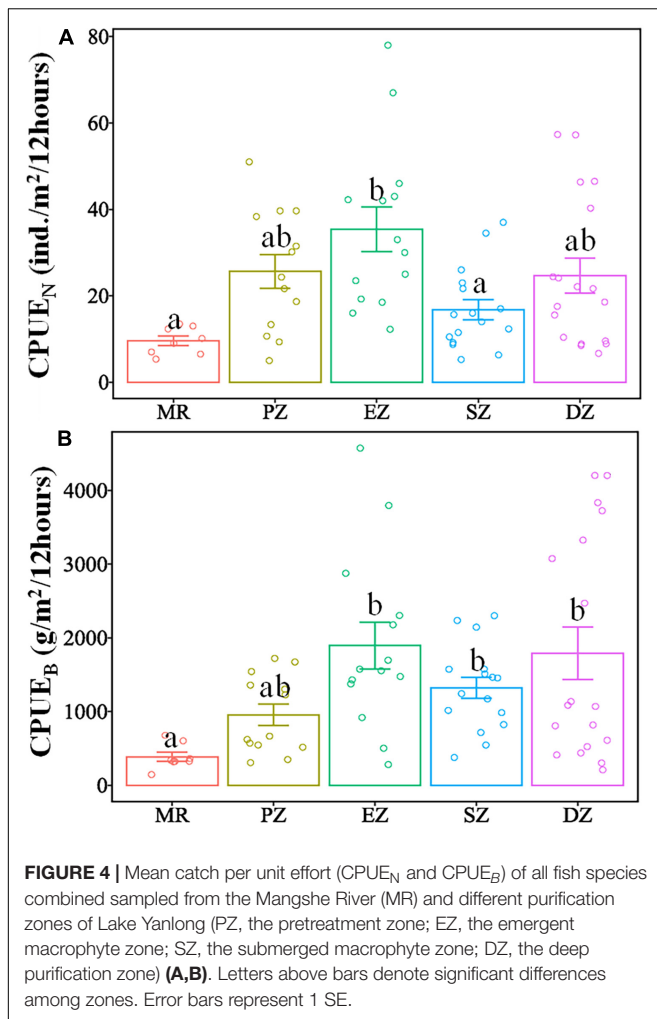 A
CPUE_N (ind./m²/12hours)
80
60
40
20
0
a
ab
b
a
ab
MR PZ EZ SZ DZ
B
CPUE_B (g/m²/12hours)
4000
3000
2000
1000
0
a
ab
b
b
b
MR PZ EZ SZ DZ
FIGURE 4 | Mean catch per unit effort (CPUE_N and CPUE_B) of all fish species
combined sampled from the Mangshe River (MR) and different purification
zones of Lake Yanlong (PZ, the pretreatment zone; EZ, the emergent
macrophyte zone; SZ, the submerged macrophyte zone; DZ, the deep
purification zone) (A,B). Letters above bars denote significant differences
among zones. Error bars represent 1 SE.